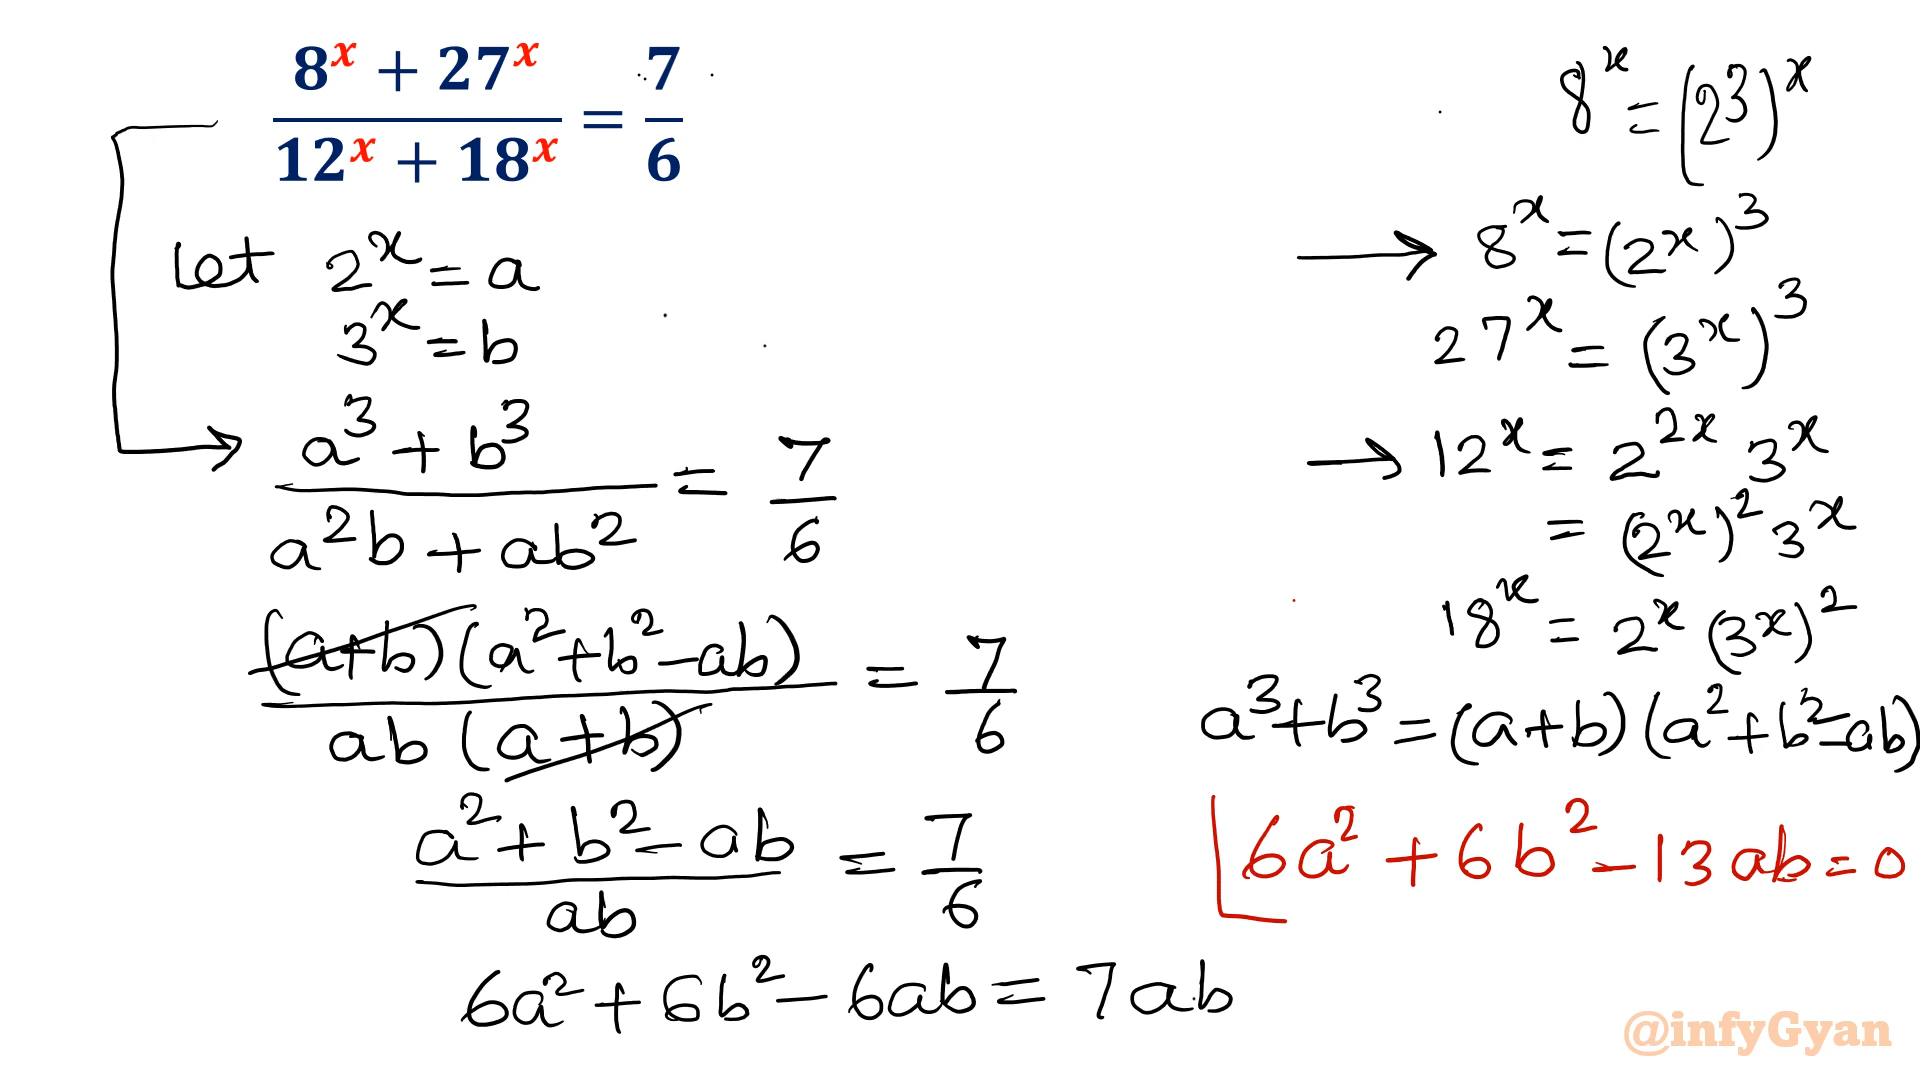 8^x + 27^x / 12^x + 18^x = 7/6
let 2^x = a
3^x = b
a^3 + b^3 / a^2b + ab^2 = 7/6
(a+b)(a^2+b^2-ab) / ab(a+b) = 7/6
a^2 + b^2 - ab / ab = 7/6
6a^2 + 6b^2 - 6ab = 7ab
8^x = (2^3)^x
→ 8^x = (2^x)^3
27^x = (3^x)^3
→ 12^x = 2^2x 3^x
= (2^x)^2 3^x
18^x = 2^x (3^x)^2
a^3+b^3 = (a+b)(a^2+b^2-ab)
6a^2 + 6b^2 - 13ab = 0
@infyGyan